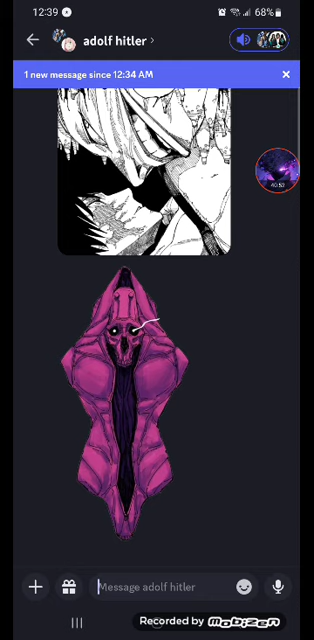 12:39
68%
adolf hitler
1 new message since 12:34 AM
40:53
Message adolf hitler
Recorded by MOBIZEN